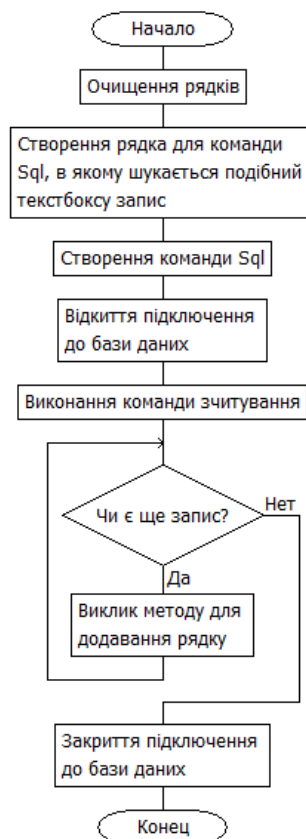 Начало
Очищення рядків
Створення рядка для команди
Sql, в якому шукається подібний
текстбоксу запис
Створення команди Sql
Відкиття підключення
до бази даних
Виконання команди зчитування
Чи є ще запис?
Нет
Да
Виклик методу для
додавання рядку
Закриття підключення
до бази даних
Конец